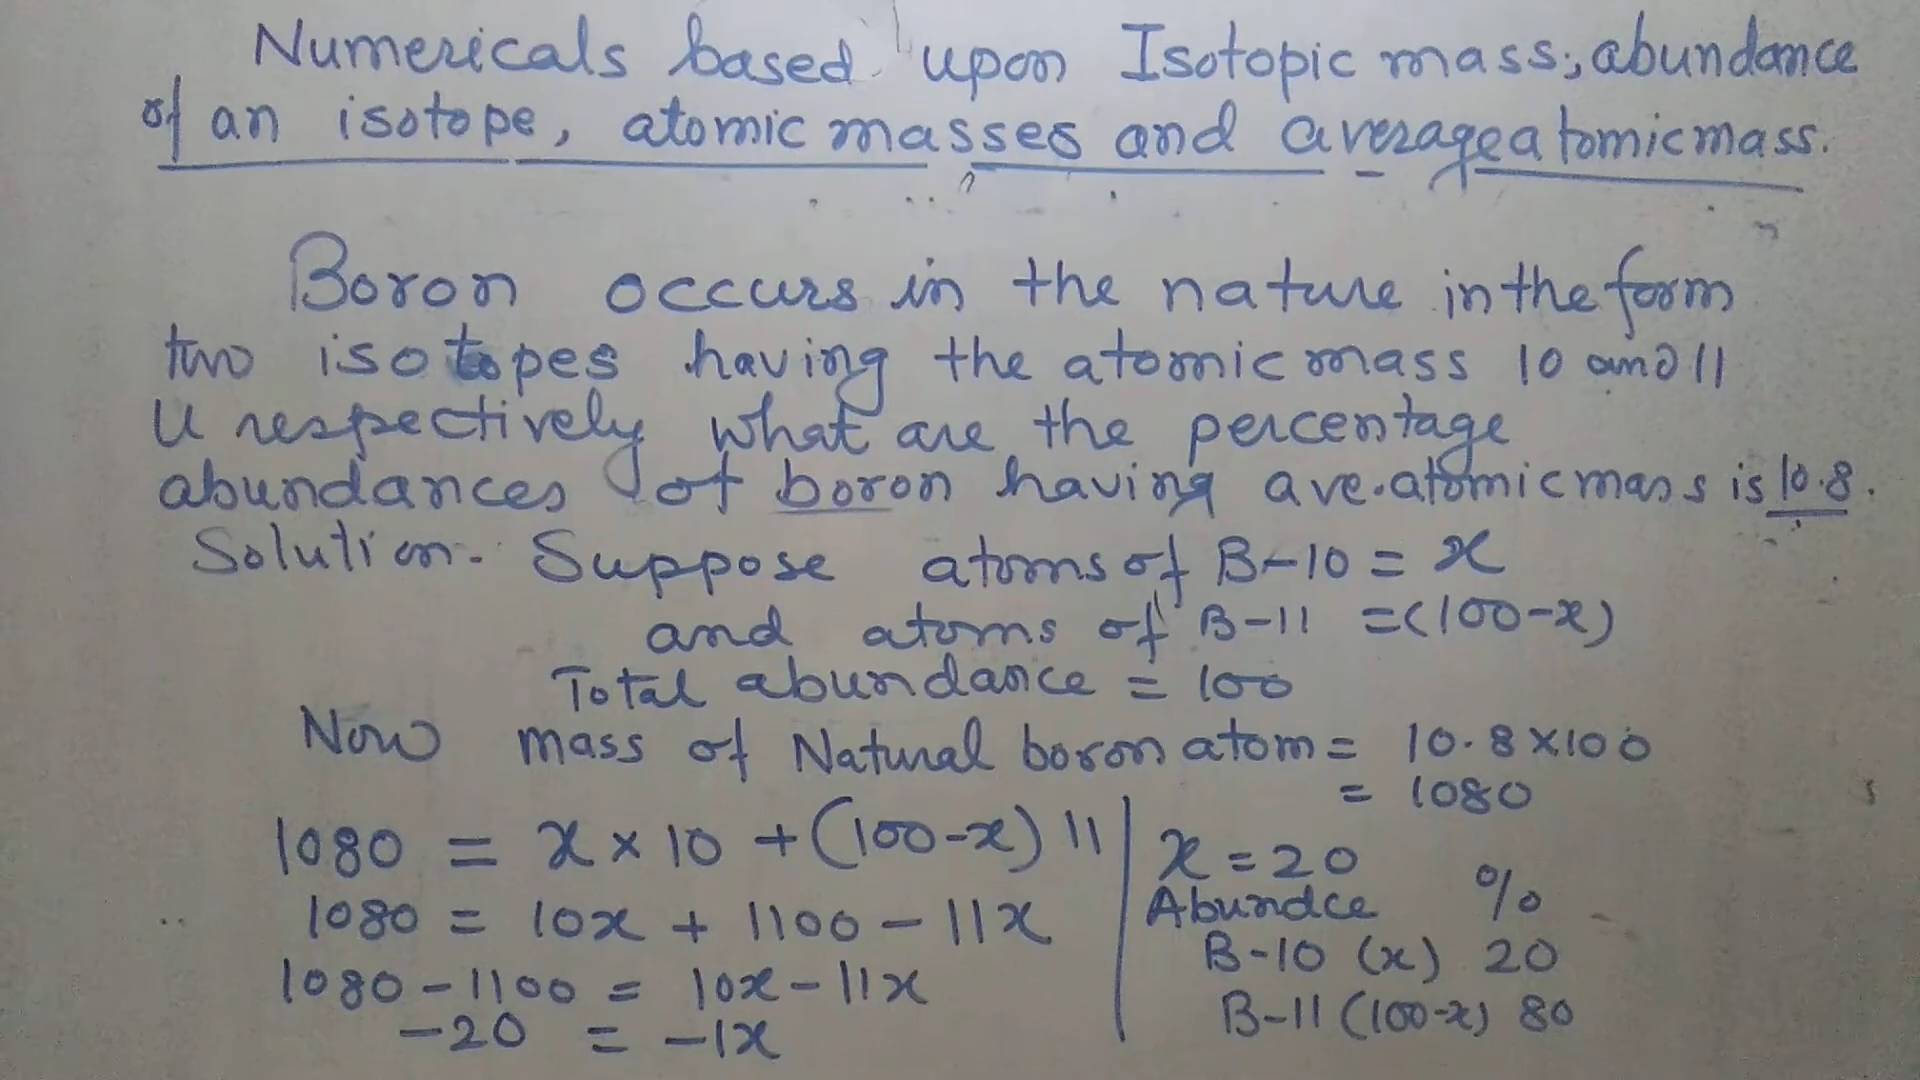 Numericals based upon Isotopic mass, abundance
of an isotope, atomic masses and average atomic mass.
Boron occurs in the nature in the form
two isotopes having the atomic mass 10 and 11
U respectively what are the percentage
abundances of boron having ave. atomic mass is 10.8.
Solution - Suppose atoms of B-10 = x
and atoms of B-11 = (100-x)
Total abundance = 100
Now mass of Natural boron atom = 10.8×100
= 1080
1080 = x × 10 + (100-x) 11
1080 = 10x + 1100 - 11x
1080 - 1100 = 10x - 11x
-20 = -1x
x = 20
Abundce %
B-10 (x) 20
B-11 (100-x) 80